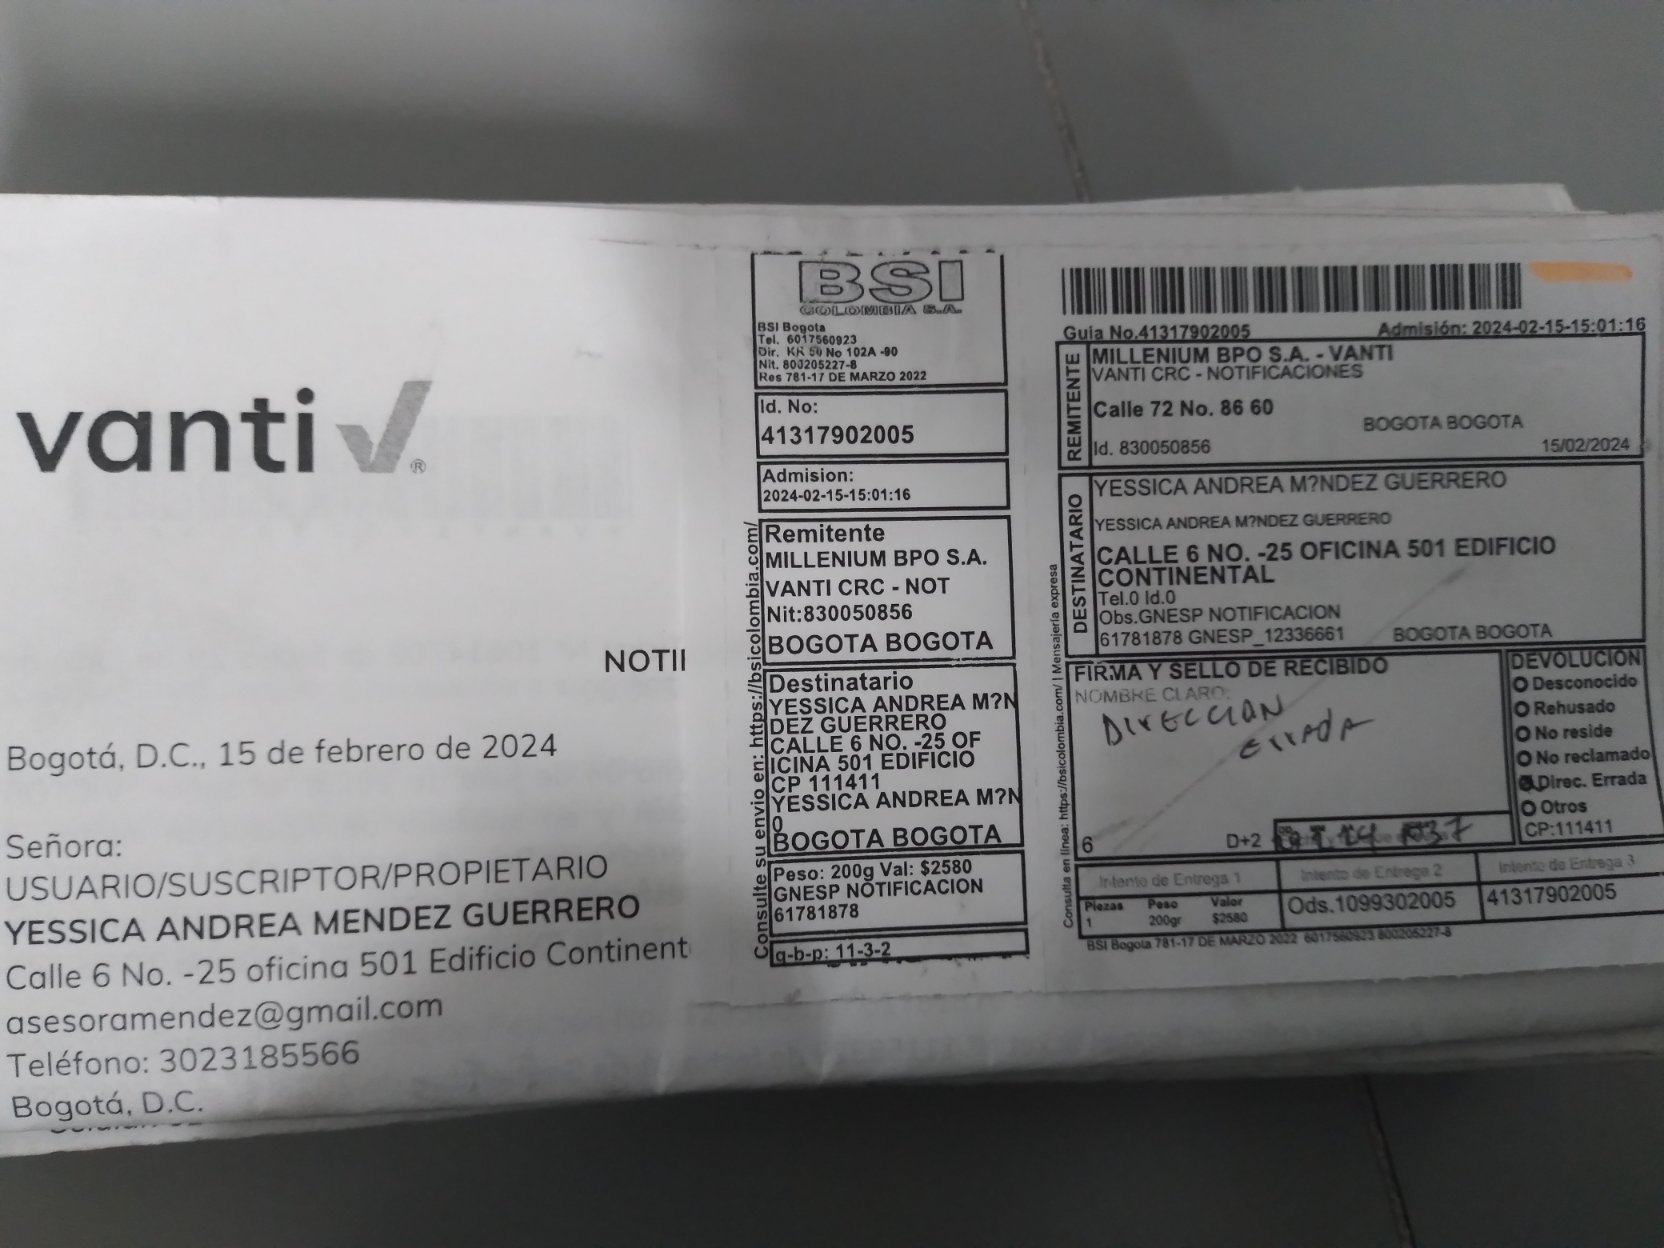 vanti
®
NOTII
Bogotá, D.C., 15 de febrero de 2024
Señora:
USUARIO/SUSCRIPTOR/PROPIETARIO
YESSICA ANDREA MENDEZ GUERRERO
Calle 6 No. -25 oficina 501 Edificio Continent
asesoramendez@gmail.com
Teléfono: 3023185566
Bogotá, D.C.
Consulte su envio en: https://bsicolombia.com/
BSI
COLOMBIA S.A.
BSI Bogota
Tel. 6017560923
Dir. KR 50 No 102A -90
Nit. 800205227-8
Res 781-17 DE MARZO 2022
Id. No:
41317902005
Admision:
2024-02-15-15:01:16
Remitente
MILLENIUM BPO S.A.
VANTI CRC - NOT
Nit:830050856
BOGOTA BOGOTA
Destinatario
YESSICA ANDREA M?N
DEZ GUERRERO
CALLE 6 NO. -25 OF
ICINA 501 EDIFICIO
CP 111411
YESSICA ANDREA M?N
0
BOGOTA BOGOTA
Peso: 200g Val: $2580
GNESP NOTIFICACION
61781878
q-b-p: 11-3-2
Consulta en línea: https://bsicolombia.com/ | Mensajería expresa
Guia No.41317902005
Admisión: 2024-02-15-15:01:16
REMITENTE
MILLENIUM BPO S.A. - VANTI
VANTI CRC - NOTIFICACIONES
Calle 72 No. 86 60
BOGOTA BOGOTA
Id. 830050856
15/02/2024
DESTINATARIO
YESSICA ANDREA M?NDEZ GUERRERO
YESSICA ANDREA M?NDEZ GUERRERO
CALLE 6 NO. -25 OFICINA 501 EDIFICIO
CONTINENTAL
Tel.0 Id.0
Obs.GNESP NOTIFICACION
61781878 GNESP_12336661
BOGOTA BOGOTA
FIRMA Y SELLO DE RECIBIDO
NOMBRE CLARO:
DIRECCION
ERRADA
6
D+2
DEVOLUCION
Desconocido
Rehusado
No reside
No reclamado
Direc. Errada
Otros
CP:111411
Intento de Entrega 1
Intento de Entrega 2
Intento de Entrega 3
Piezas Peso Valor
1 200gr $2580
Ods.1099302005
41317902005
BSI Bogota 781-17 DE MARZO 2022 6017560923 800205227-8